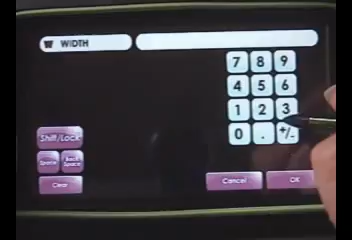 W WIDTH
7 8 9
4 5 6
1 2 3
0 . +/-
Shift/Lock
Space Back Space
Clear
Cancel OK